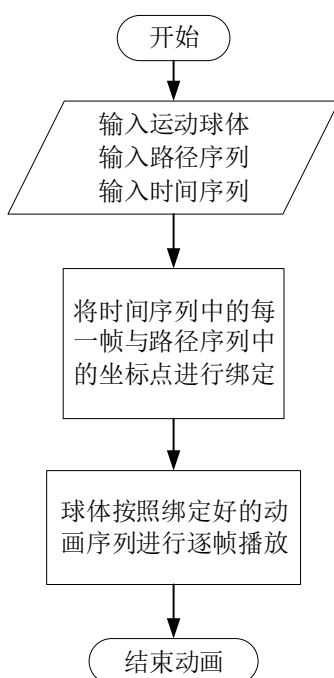 开始
输入运动球体
输入路径序列
输入时间序列
将时间序列中的每
一帧与路径序列中
的坐标点进行绑定
球体按照绑定好的动
画序列进行逐帧播放
结束动画